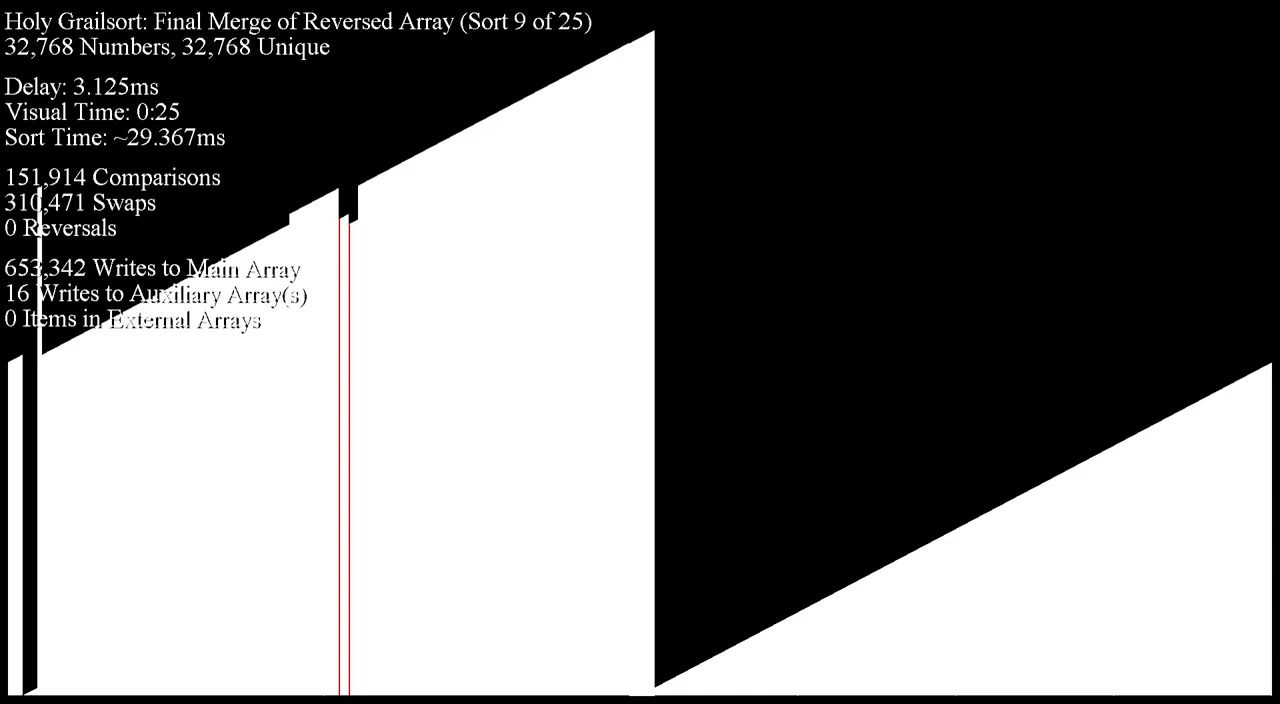 Holy Grailsort: Final Merge of Reversed Array (Sort 9 of 25)
32,768 Numbers, 32,768 Unique
Delay: 3.125ms
Visual Time: 0:25
Sort Time: ~29.367ms
151,914 Comparisons
310,471 Swaps
0 Reversals
653,342 Writes to Main Array
16 Writes to Auxiliary Array(s)
0 Items in External Arrays